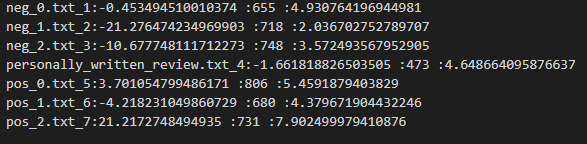 neg_0.txt_1:-0.453494510010374 :655 :4.930764196944981
neg_1.txt_2:-21.276474234969903 :718 :2.036702752789707
neg_2.txt_3:-10.677748111712273 :748 :3.572493567952905
personally_written_review.txt_4:-1.661818826503505 :473 :4.648664095876637
pos_0.txt_5:3.701054799486171 :806 :5.4591879403829
pos_1.txt_6:-4.218231049860729 :680 :4.379671904432246
pos_2.txt_7:21.2172748494935 :731 :7.902499979410876